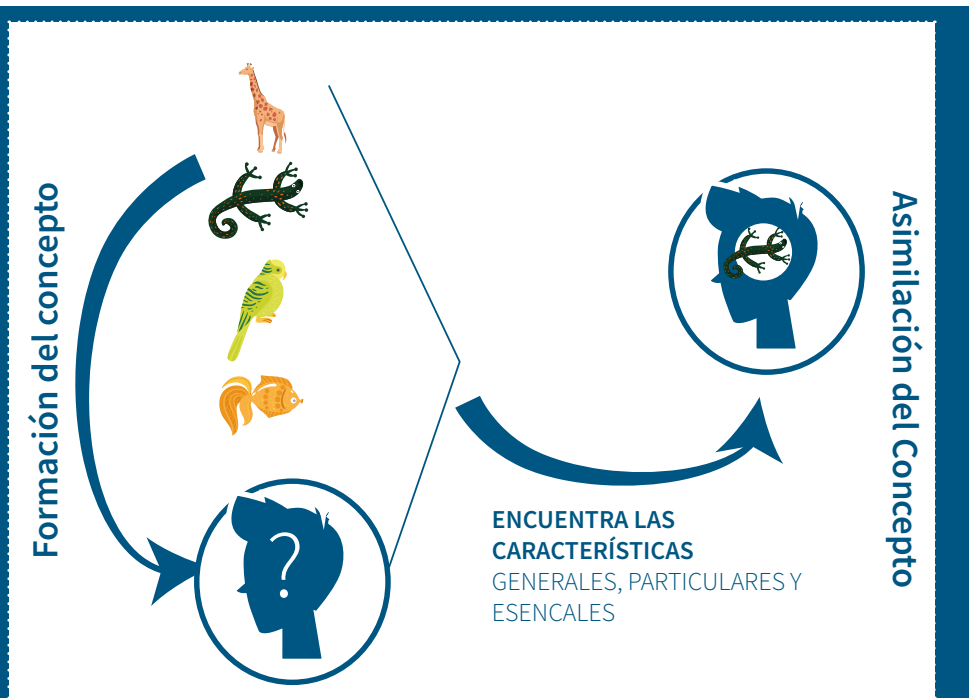 Formación del concepto
?
ENCUENTRA LAS
CARACTERÍSTICAS
GENERALES, PARTICULARES Y
ESENCALES
Asimilación del Concepto